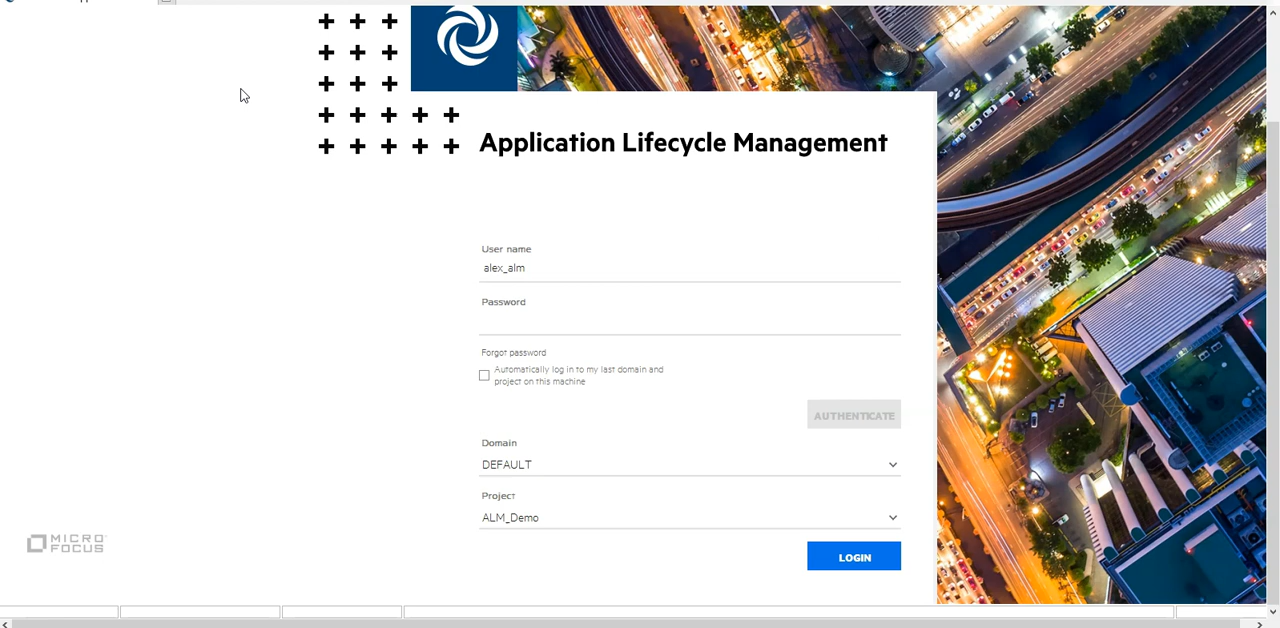 Application Lifecycle Management
User name
alex_alm
Password
Forgot password
Automatically log in to my last domain and
project on this machine
AUTHENTICATE
Domain
DEFAULT
Project
ALM_Demo
MICRO
FOCUS
LOGIN